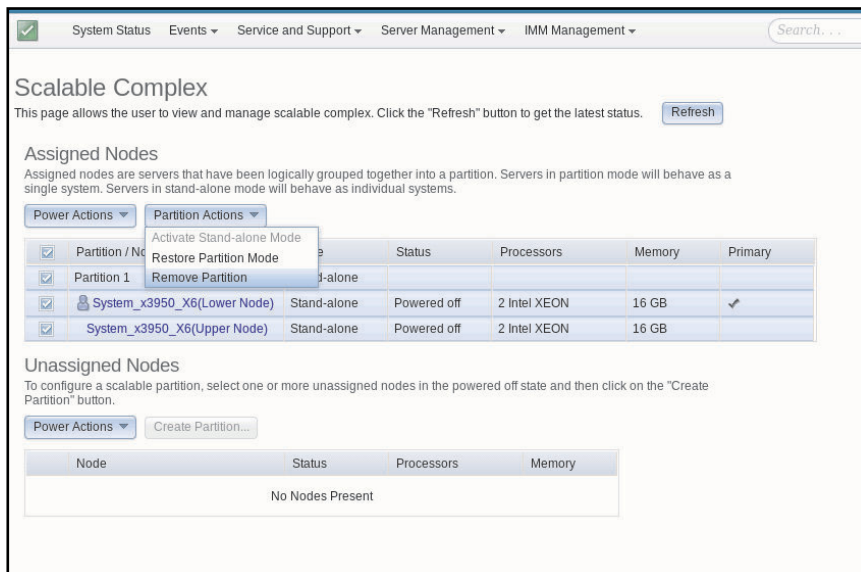 System Status Events Service and Support Server Management IMM Management Search. . .
Scalable Complex
This page allows the user to view and manage scalable complex. Click the "Refresh" button to get the latest status. Refresh
Assigned Nodes
Assigned nodes are servers that have been logically grouped together into a partition. Servers in partition mode will behave as a
single system. Servers in stand-alone mode will behave as individual systems.
Power Actions Partition Actions
Activate Stand-alone Mode
Restore Partition Mode
Remove Partition
Partition / No e Status Processors Memory Primary
Partition 1 d-alone
System_x3950_X6(Lower Node) Stand-alone Powered off 2 Intel XEON 16 GB
System_x3950_X6(Upper Node) Stand-alone Powered off 2 Intel XEON 16 GB
Unassigned Nodes
To configure a scalable partition, select one or more unassigned nodes in the powered off state and then click on the "Create
Partition" button.
Power Actions Create Partition...
Node Status Processors Memory
No Nodes Present